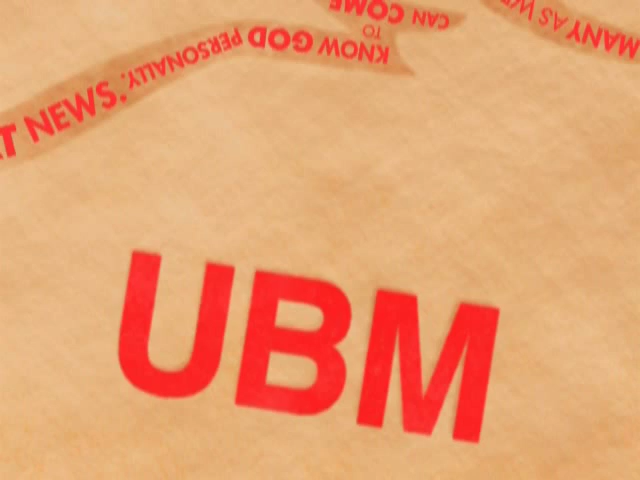 CAN COME
TO
KNOW GOD PERSONALLY.
NEWS.
MANY AS
UBM